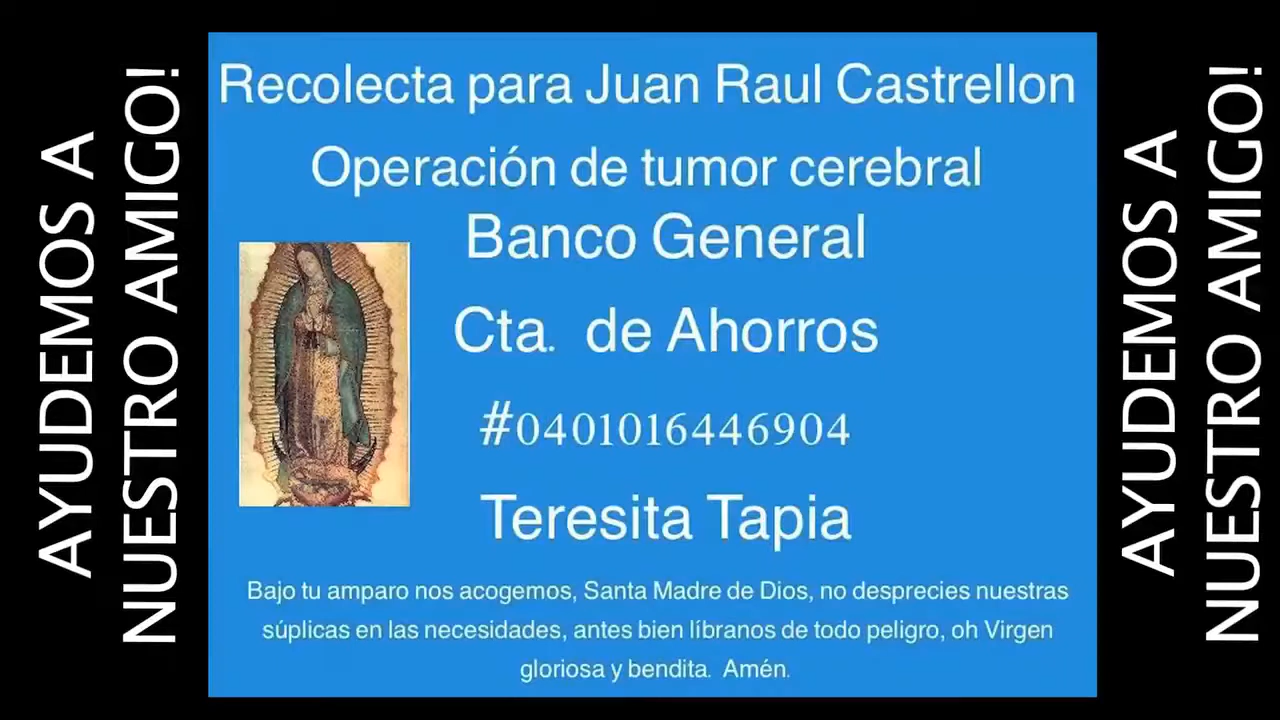 AYUDEMOS A
NUESTRO AMIGO!
Recolecta para Juan Raul Castrellon
Operación de tumor cerebral
Banco General
Cta. de Ahorros
#0401016446904
Teresita Tapia
Bajo tu amparo nos acogemos, Santa Madre de Dios, no desprecies nuestras
súplicas en las necesidades, antes bien líbranos de todo peligro, oh Virgen
gloriosa y bendita. Amén.
AYUDEMOS A
NUESTRO AMIGO!